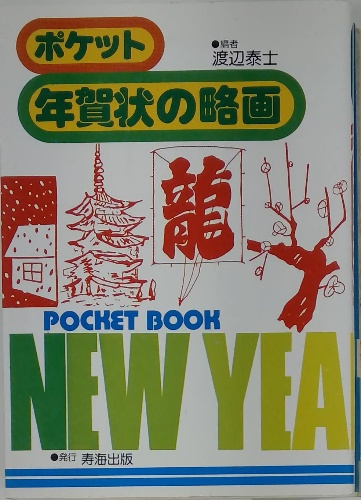 ポケット
●編者
渡辺泰士
年賀状の略画
龍
POCKET BOOK
NEW YEA
●発行 寿海出版